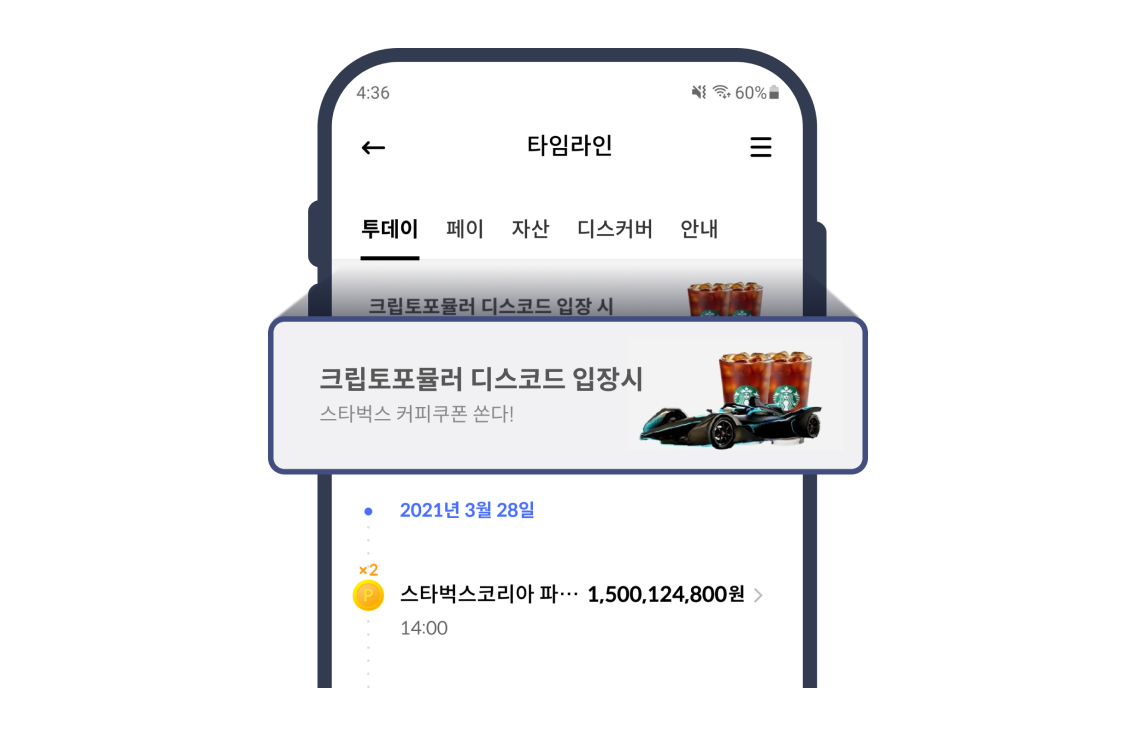 4:36 60%
타임라인
투데이 페이 자산 디스커버 안내
크립토포뮬러 디스코드 입장 시
크립토포뮬러 디스코드 입장시
스타벅스 커피쿠폰 쏜다!
2021년 3월 28일
×2
P
스타벅스코리아 파··· 1,500,124,800원
14:00